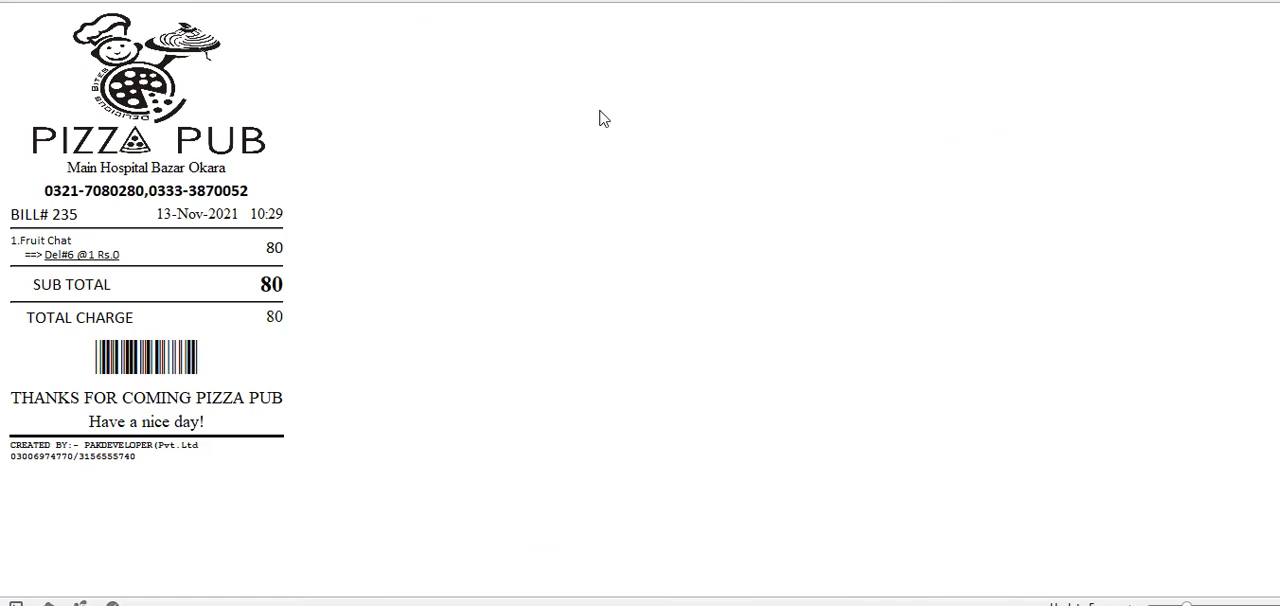 DELICIOUS BITES
PIZZA PUB
Main Hospital Bazar Okara
0321-7080280,0333-3870052
BILL# 235 13-Nov-2021 10:29
1.Fruit Chat 80
==> Del#6 @1 Rs.0
SUB TOTAL 80
TOTAL CHARGE 80
THANKS FOR COMING PIZZA PUB
Have a nice day!
CREATED BY:- PAKDEVELOPER(Pvt.Ltd
03006974770/3156555740